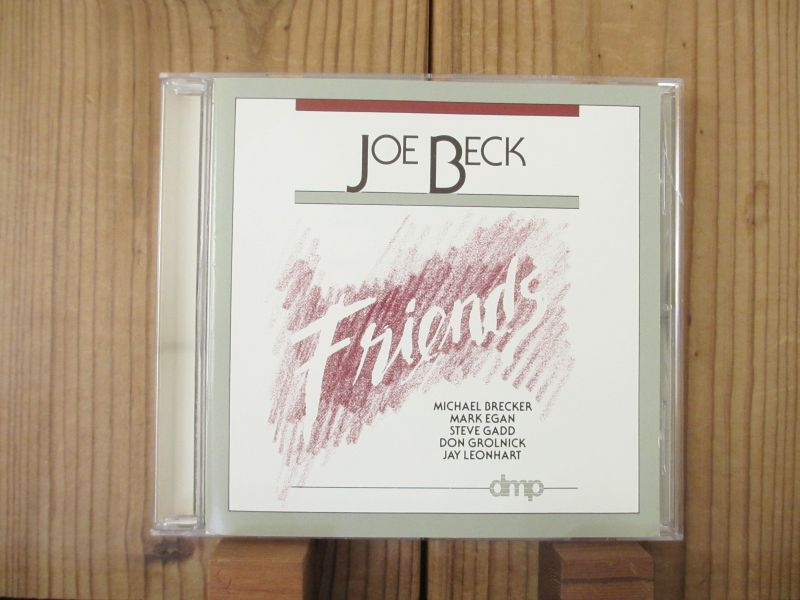 JOE BECK
Friends
MICHAEL BRECKER
MARK EGAN
STEVE GADD
DON GROLNICK
JAY LEONHART
dmp